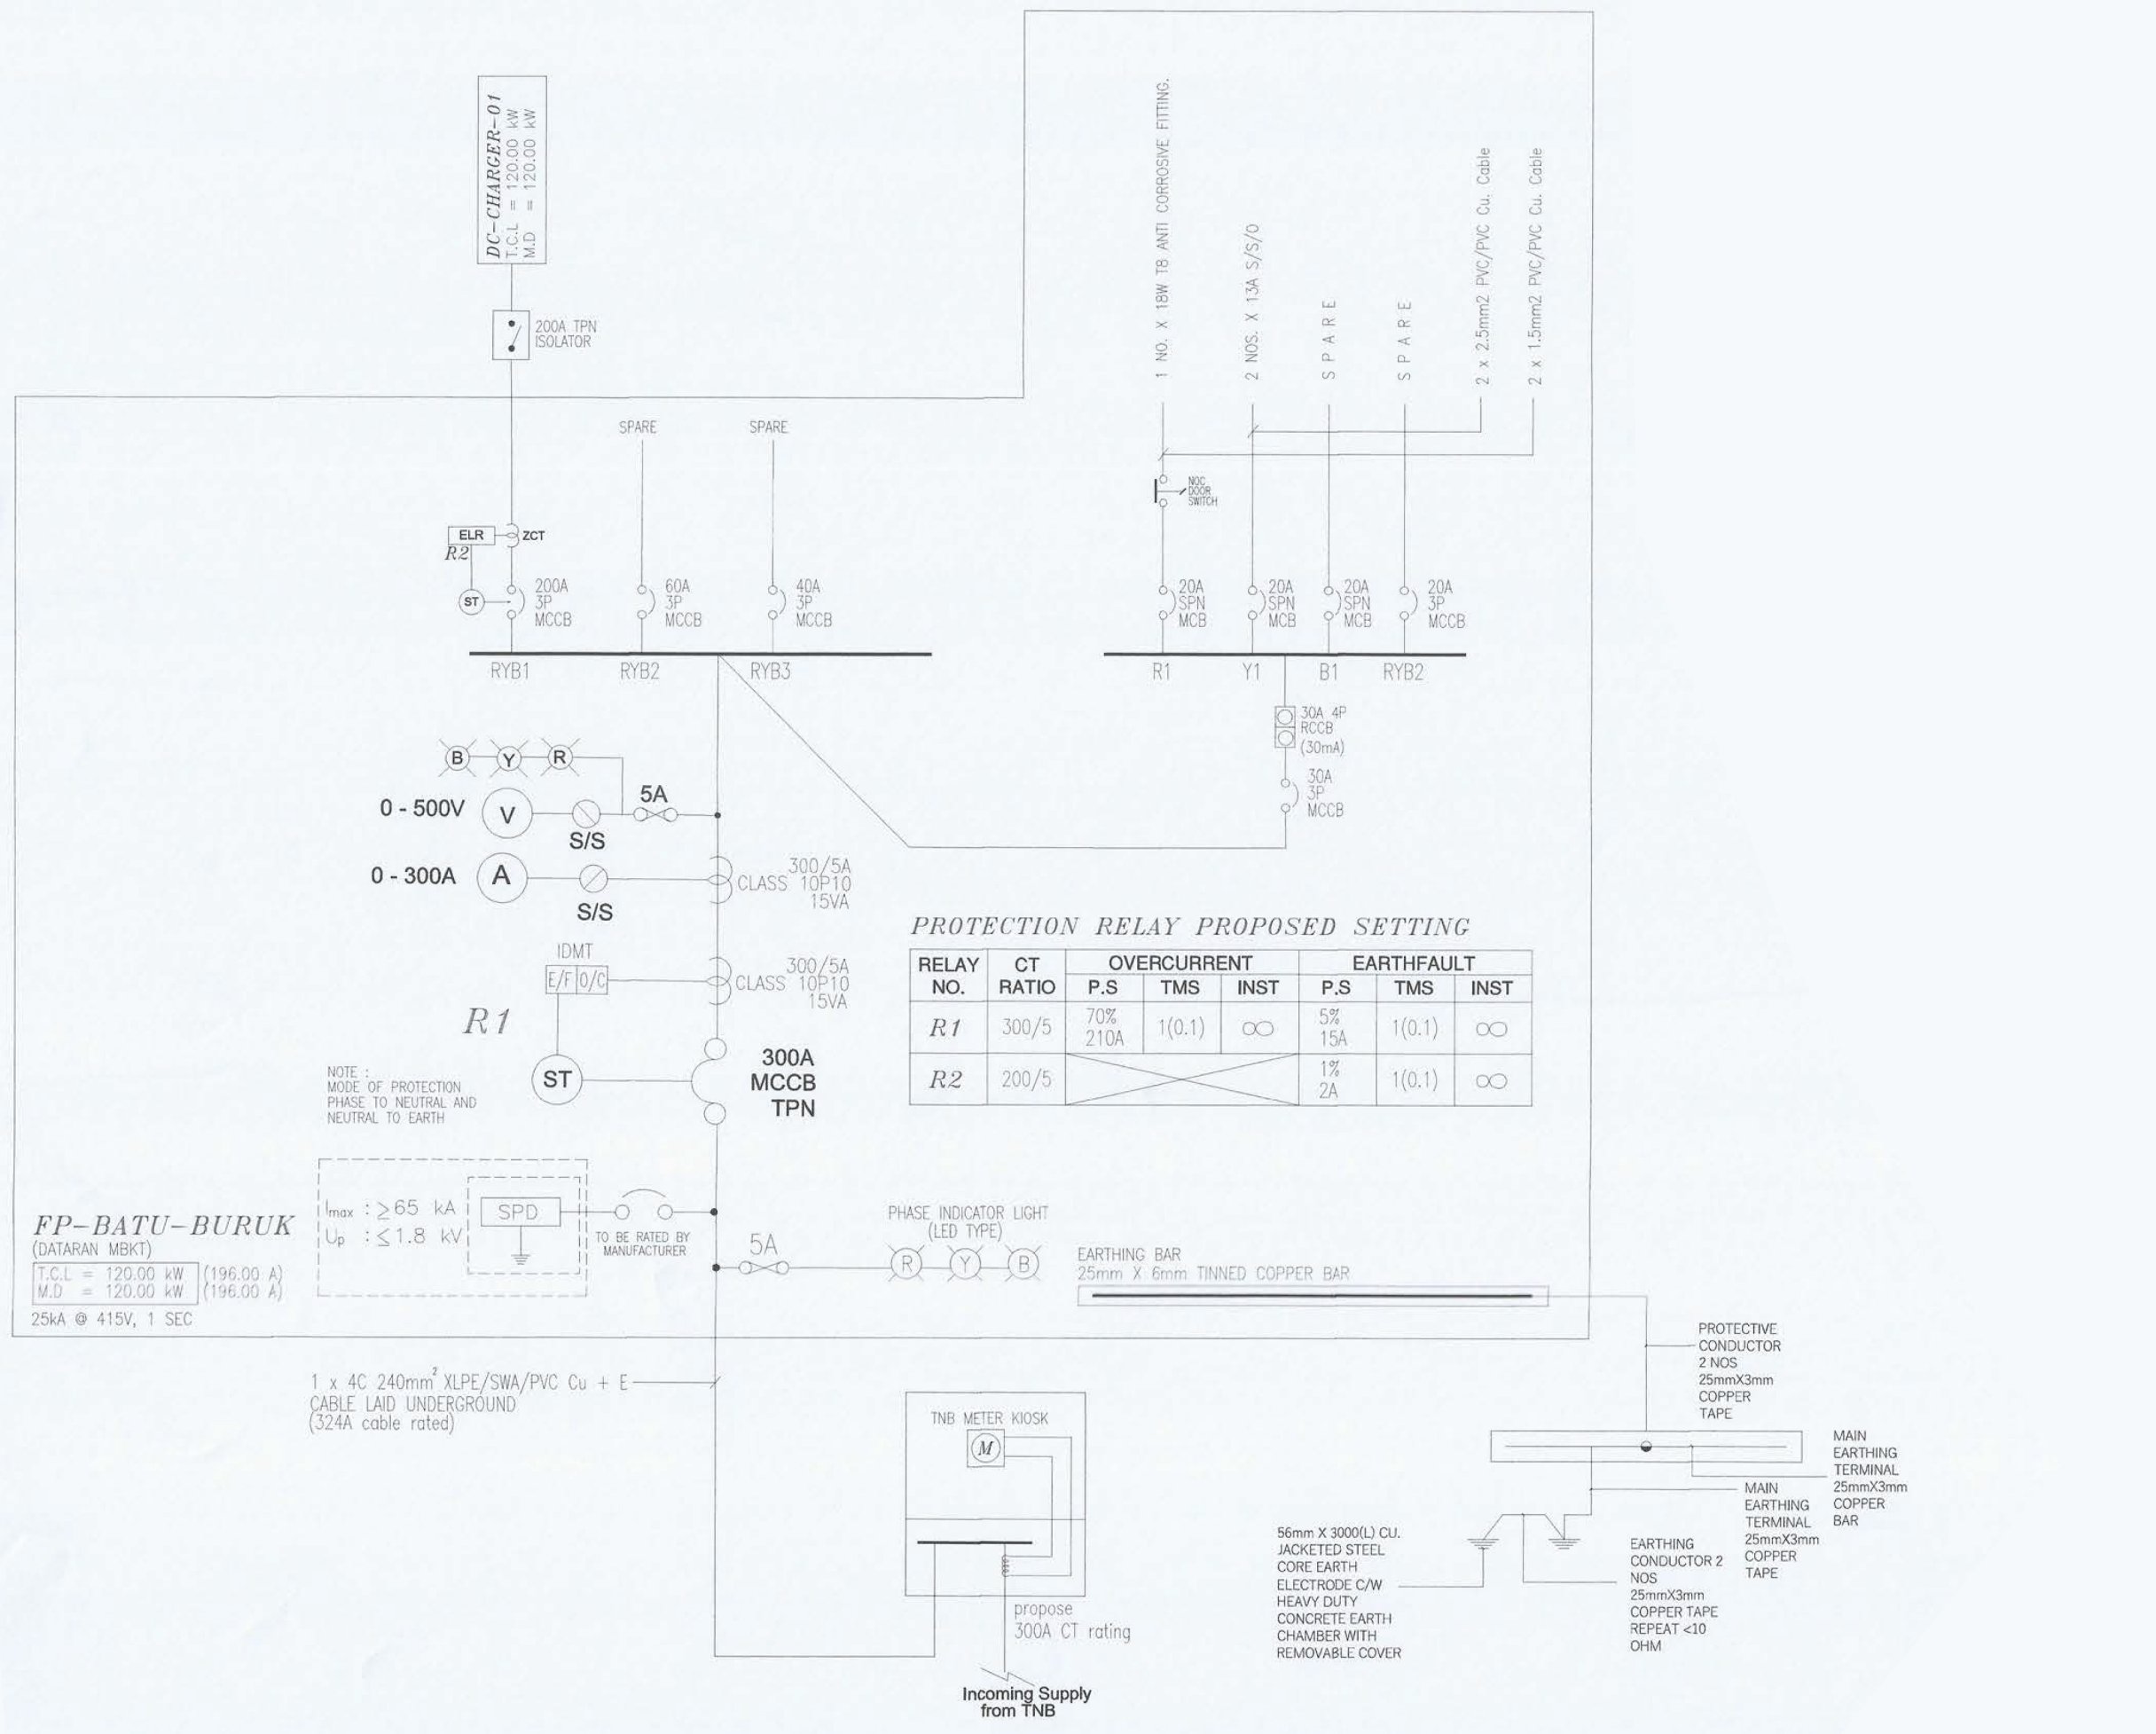 DC-CHARGER-01
T.C.L = 120.00 kW
M.D = 120.00 kW
200A TPN
ISOLATOR
1 NO. X 18W T8 ANTI CORROSIVE FITTING.
2 NOS. X 13A S/S/O
SPARE
SPARE
2 x 2.5mm2 PVC/PVC Cu. Cable
2 x 1.5mm2 PVC/PVC Cu. Cable
SPARE
SPARE
NOC
DOOR
SWITCH
ELR
ZCT
R2
ST
200A
3P
MCCB
60A
3P
MCCB
40A
3P
MCCB
20A
SPN
MCB
20A
SPN
MCB
20A
SPN
MCB
20A
3P
MCCB
RYB1
RYB2
RYB3
R1
Y1
B1
RYB2
30A 4P
RCCB
(30mA)
30A
3P
MCCB
B
Y
R
0 - 500V
V
S/S
5A
0 - 300A
A
S/S
300/5A
CLASS 10P10
15VA
IDMT
E/F O/C
300/5A
CLASS 10P10
15VA
R1
ST
300A
MCCB
TPN
NOTE :
MODE OF PROTECTION
PHASE TO NEUTRAL AND
NEUTRAL TO EARTH
PROTECTION RELAY PROPOSED SETTING
RELAY NO. CT RATIO OVERCURRENT EARTHFAULT
P.S TMS INST P.S TMS INST
R1 300/5 70% 210A 1(0.1) ∞ 5% 15A 1(0.1) ∞
R2 200/5 1% 2A 1(0.1) ∞
Imax : ≥65 kA
Up : ≤1.8 kV
SPD
TO BE RATED BY
MANUFACTURER
FP-BATU-BURUK
(DATARAN MBKT)
T.C.L = 120.00 kW (196.00 A)
M.D = 120.00 kW (196.00 A)
25kA @ 415V, 1 SEC
5A
PHASE INDICATOR LIGHT
(LED TYPE)
R
Y
B
EARTHING BAR
25mm X 6mm TINNED COPPER BAR
1 x 4C 240mm² XLPE/SWA/PVC Cu + E
CABLE LAID UNDERGROUND
(324A cable rated)
TNB METER KIOSK
M
propose
300A CT rating
Incoming Supply
from TNB
PROTECTIVE
CONDUCTOR
2 NOS
25mmX3mm
COPPER
TAPE
MAIN
EARTHING
TERMINAL
25mmX3mm
COPPER
BAR
MAIN
EARTHING
TERMINAL
25mmX3mm
COPPER
TAPE
EARTHING
CONDUCTOR 2
NOS
25mmX3mm
COPPER TAPE
REPEAT <10
OHM
56mm X 3000(L) CU.
JACKETED STEEL
CORE EARTH
ELECTRODE C/W
HEAVY DUTY
CONCRETE EARTH
CHAMBER WITH
REMOVABLE COVER